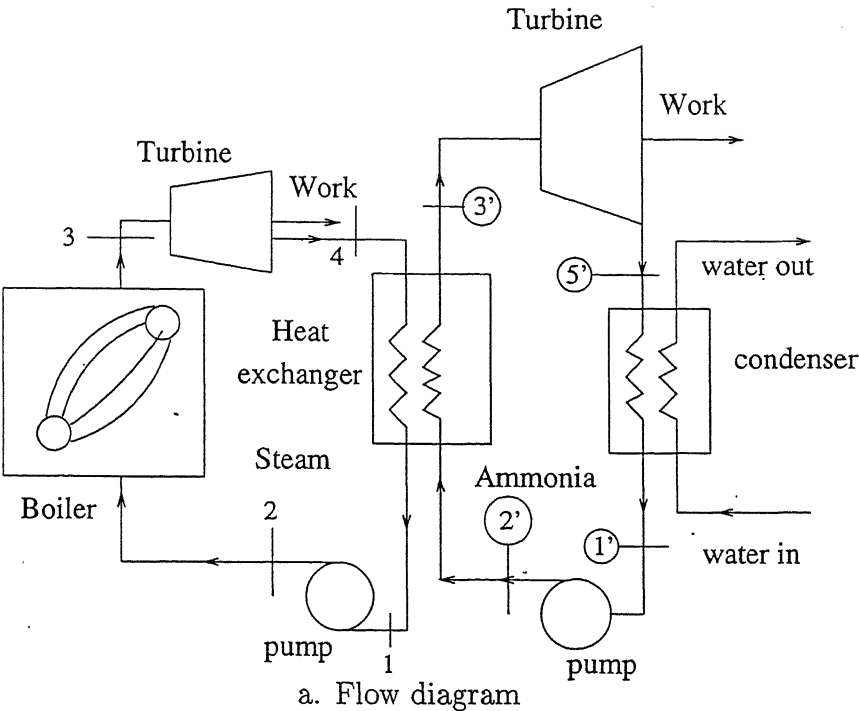 Turbine
Work
Turbine
Work
3'
3
4
5'
water out
Heat
exchanger
condenser
Steam
Ammonia
Boiler
2
2'
1'
water in
pump
1
pump
a. Flow diagram